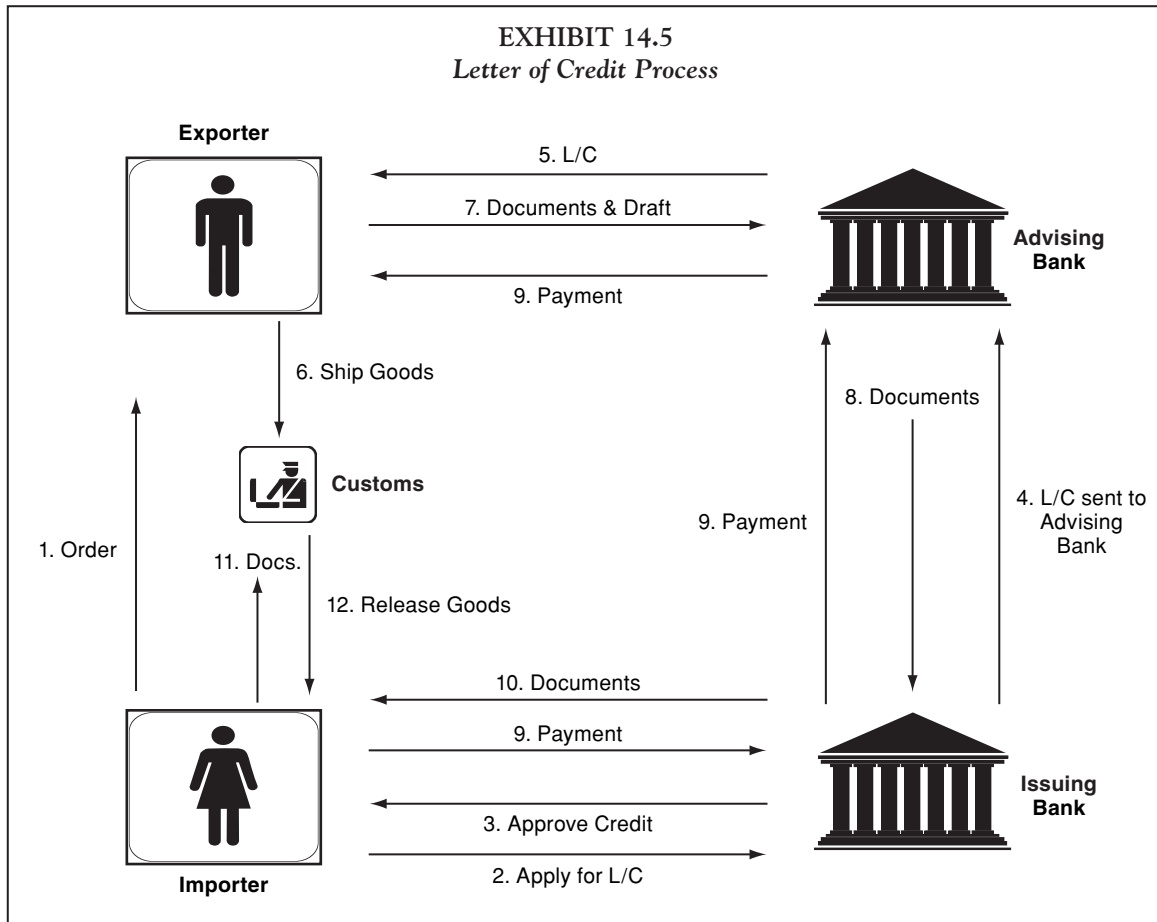 EXHIBIT 14.5
Letter of Credit Process
Exporter
5. L/C
7. Documents & Draft
Advising
Bank
9. Payment
6. Ship Goods
8. Documents
Customs
9. Payment
4. L/C sent to
Advising
Bank
1. Order
11. Docs.
12. Release Goods
10. Documents
9. Payment
Issuing
Bank
3. Approve Credit
2. Apply for L/C
Importer